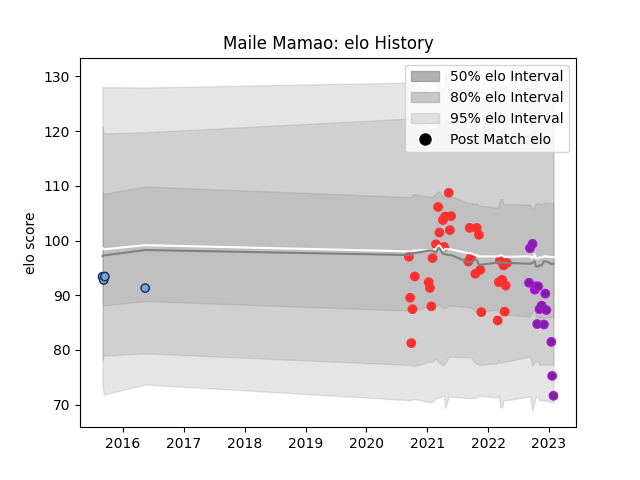 Maile Mamao: elo History
50% elo Interval
80% elo Interval
95% elo Interval
Post Match elo
elo score
130
120
110
100
90
80
70
2016 2017 2018 2019 2020 2021 2022 2023